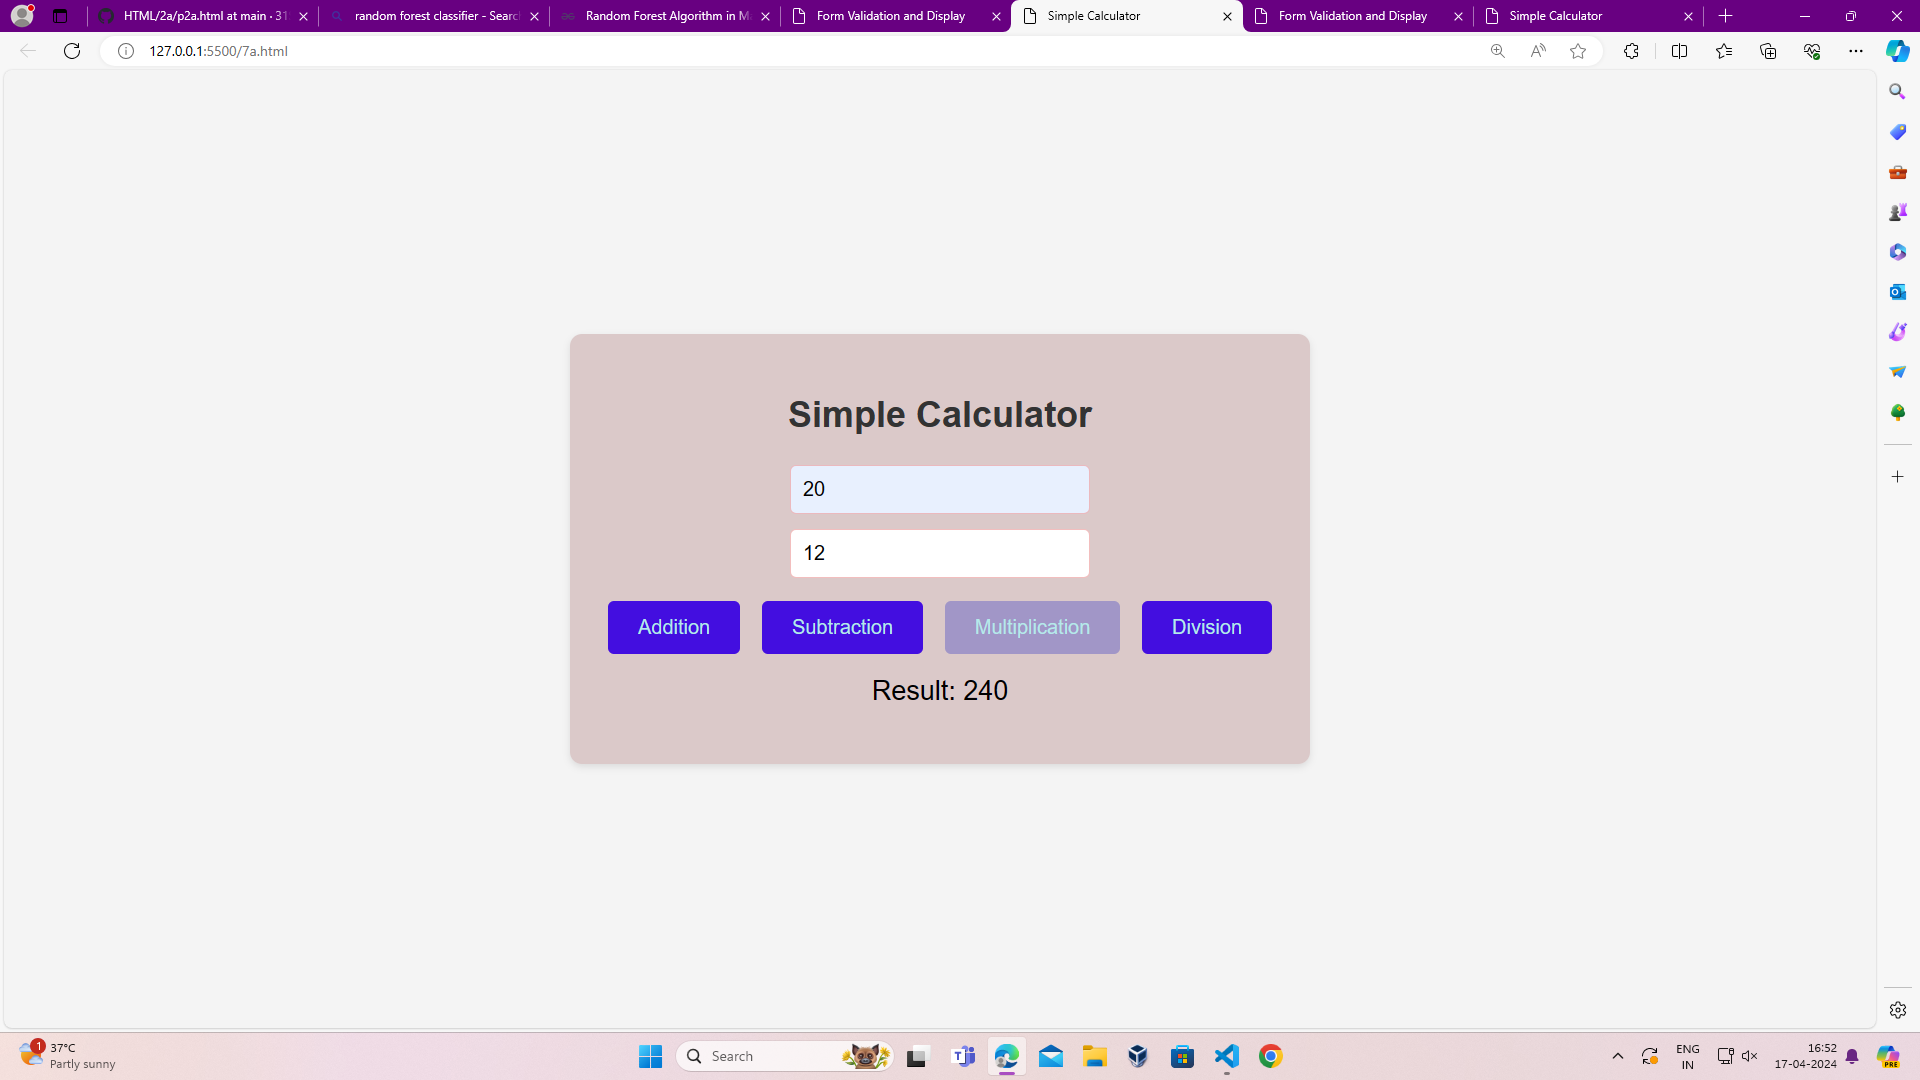 HTML/2a/p2a.html at main · 31
random forest classifier - Searc
Random Forest Algorithm in Ma
Form Validation and Display
Simple Calculator
Form Validation and Display
Simple Calculator
127.0.0.1:5500/7a.html
Simple Calculator
20
12
Addition Subtraction Multiplication Division
Result: 240
1
37°C
Partly sunny
Search
ENG
IN
16:52
17-04-2024
PRE